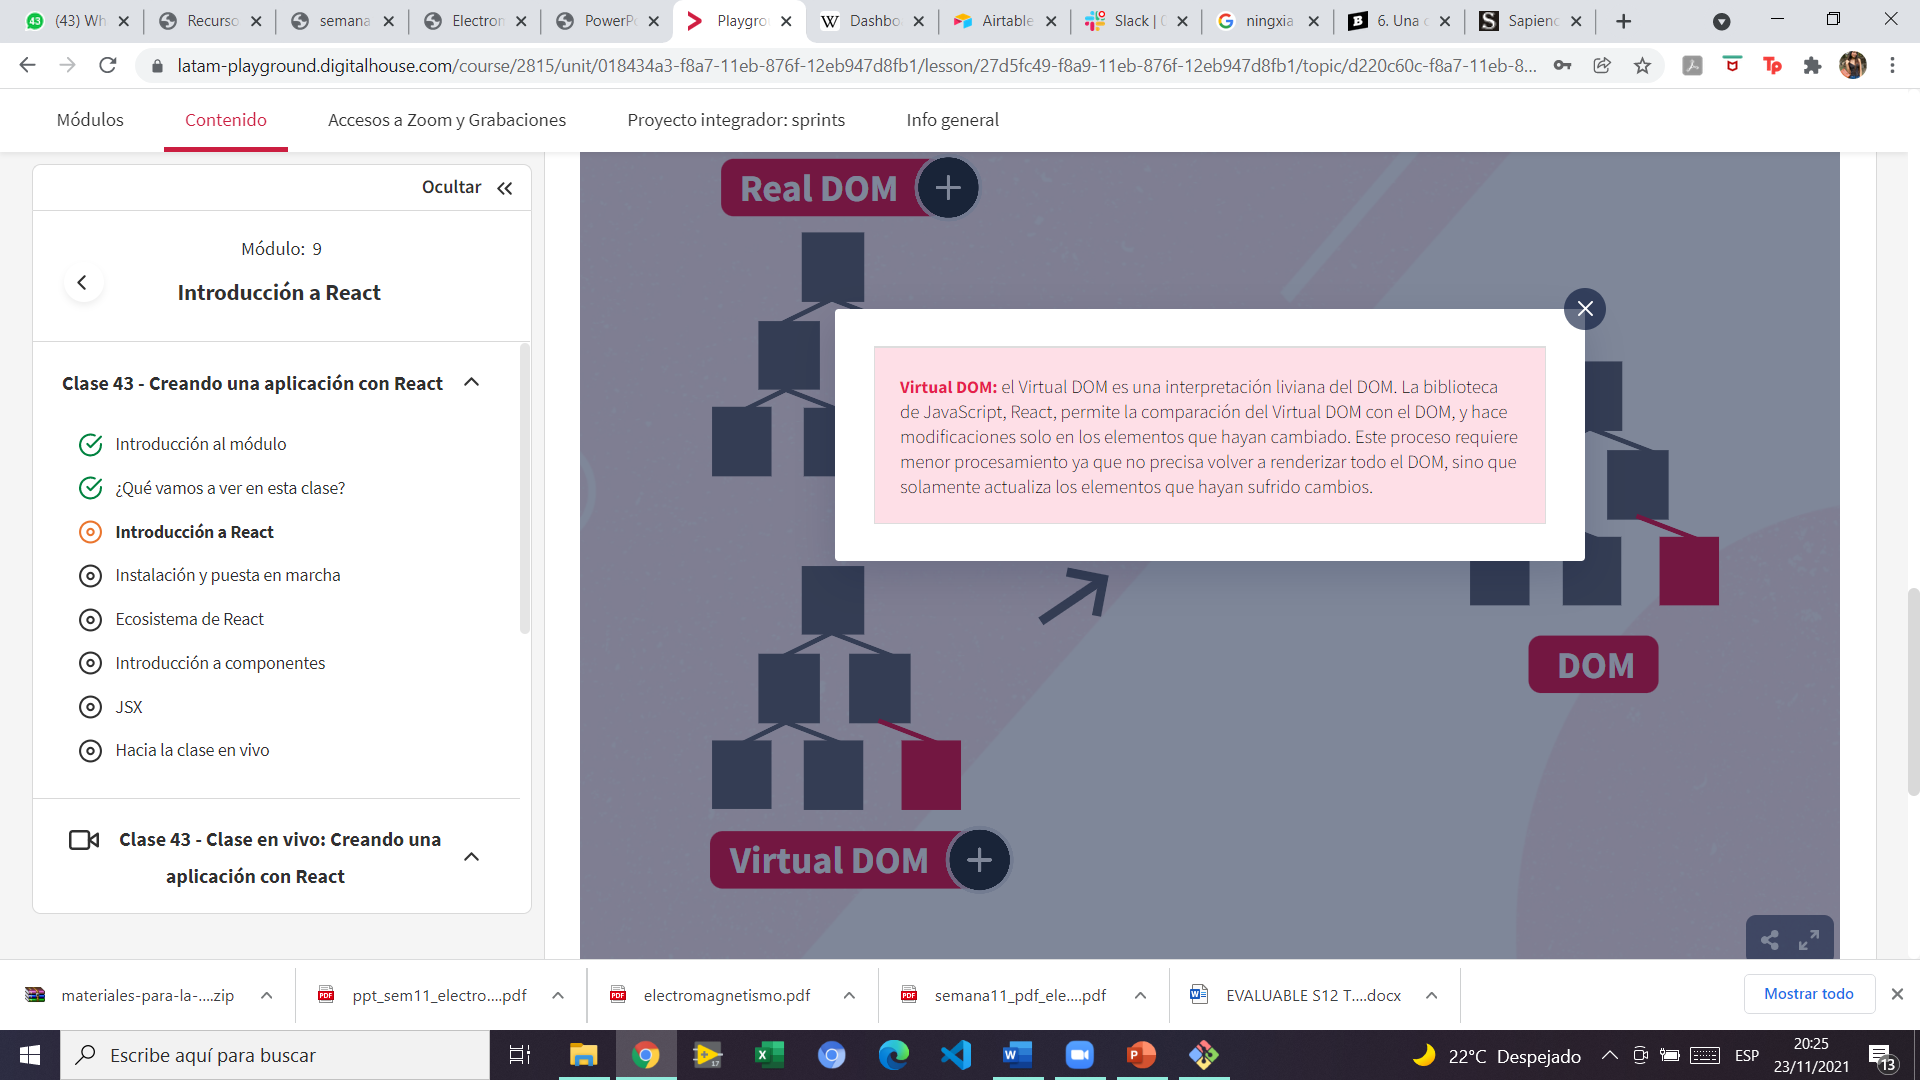 (43) Wh
Recurso
semana
Electron
PowerPo
Playgro
Dashbo
Airtable
Slack |
ningxia
6. Una c
Sapienc
latam-playground.digitalhouse.com/course/2815/unit/018434a3-f8a7-11eb-876f-12eb947d8fb1/lesson/27d5fc49-f8a9-11eb-876f-12eb947d8fb1/topic/d220c60c-f8a7-11eb-8...
Módulos
Contenido
Accesos a Zoom y Grabaciones
Proyecto integrador: sprints
Info general
Ocultar
Módulo: 9
Introducción a React
Clase 43 - Creando una aplicación con React
Introducción al módulo
¿Qué vamos a ver en esta clase?
Introducción a React
Instalación y puesta en marcha
Ecosistema de React
Introducción a componentes
JSX
Hacia la clase en vivo
Clase 43 - Clase en vivo: Creando una
aplicación con React
Real DOM
Virtual DOM: el Virtual DOM es una interpretación liviana del DOM. La biblioteca
de JavaScript, React, permite la comparación del Virtual DOM con el DOM, y hace
modificaciones solo en los elementos que hayan cambiado. Este proceso requiere
menor procesamiento ya que no precisa volver a renderizar todo el DOM, sino que
solamente actualiza los elementos que hayan sufrido cambios.
DOM
Virtual DOM
materiales-para-la-....zip
ppt_sem11_electro....pdf
electromagnetismo.pdf
semana11_pdf_ele....pdf
EVALUABLE S12 T....docx
Mostrar todo
Escribe aquí para buscar
22°C Despejado
ESP
20:25
23/11/2021
13